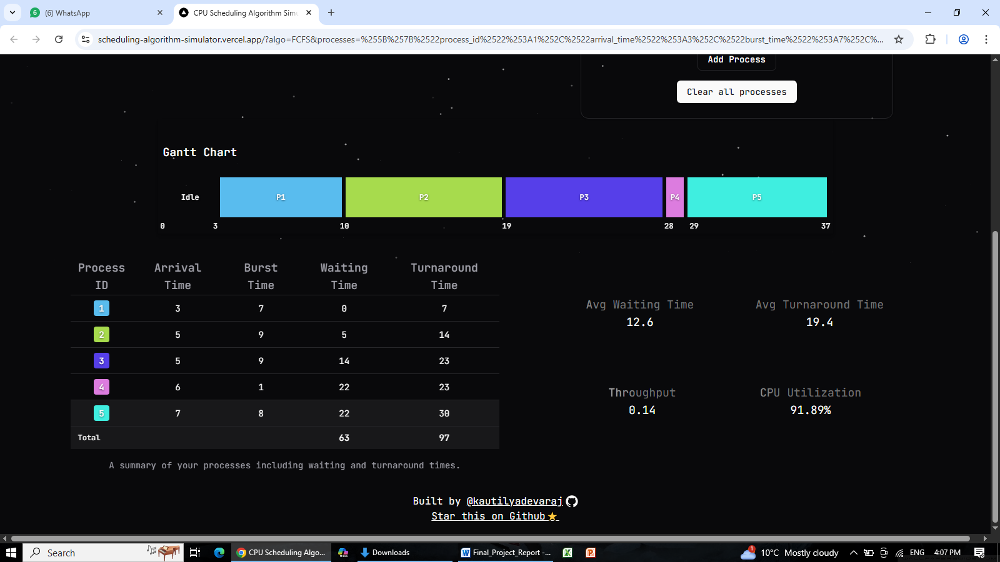 (6) WhatsApp
CPU Scheduling Algorithm Simu
scheduling-algorithm-simulator.vercel.app/?algo=FCFS&processes=%255B%257B%2522process_id%2522%253A1%252C%2522arrival_time%2522%253A3%252C%2522burst_time%2522%253A7%252C%...
Add Process
Clear all processes
Gantt Chart
Idle P1 P2 P3 P4 P5
0 3 10 19 28 29 37
Process ID Arrival Time Burst Time Waiting Time Turnaround Time
1 3 7 0 7
2 5 9 5 14
3 5 9 14 23
4 6 1 22 23
5 7 8 22 30
Total 63 97
A summary of your processes including waiting and turnaround times.
Avg Waiting Time
12.6
Avg Turnaround Time
19.4
Throughput
0.14
CPU Utilization
91.89%
Built by @kautilyadevaraj
Star this on Github
Search
CPU Scheduling Algo...
Downloads
Final_Project_Report -...
1
10°C Mostly cloudy
ENG
4:07 PM